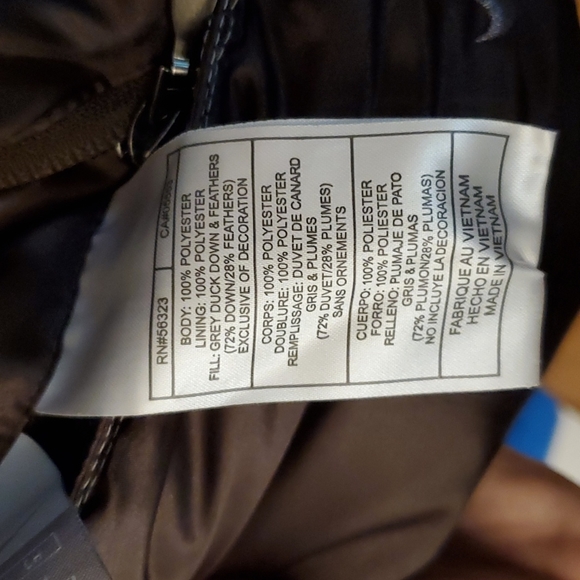 RN#56323
BODY: 100% POLYESTER
LINING: 100% POLYESTER
FILL: GREY DUCK DOWN & FEATHERS
(72% DOWN/28% FEATHERS)
EXCLUSIVE OF DECORATION
CORPS: 100% POLYESTER
DOUBLURE: 100% POLYESTER
REMPLISSAGE: DUVET DE CANARD
GRIS & PLUMES
(72% DUVET/28% PLUMES)
SANS ORNEMENTS
CUERPO: 100% POLIESTER
FORRO: 100% POLIESTER
RELLENO: PLUMAJE DE PATO
GRIS & PLUMAS
(72% PLUMON/28% PLUMAS)
NO INCLUYE LA DECORACION
FABRIQUE AU VIETNAM
HECHO EN VIETNAM
MADE IN VIETNAM